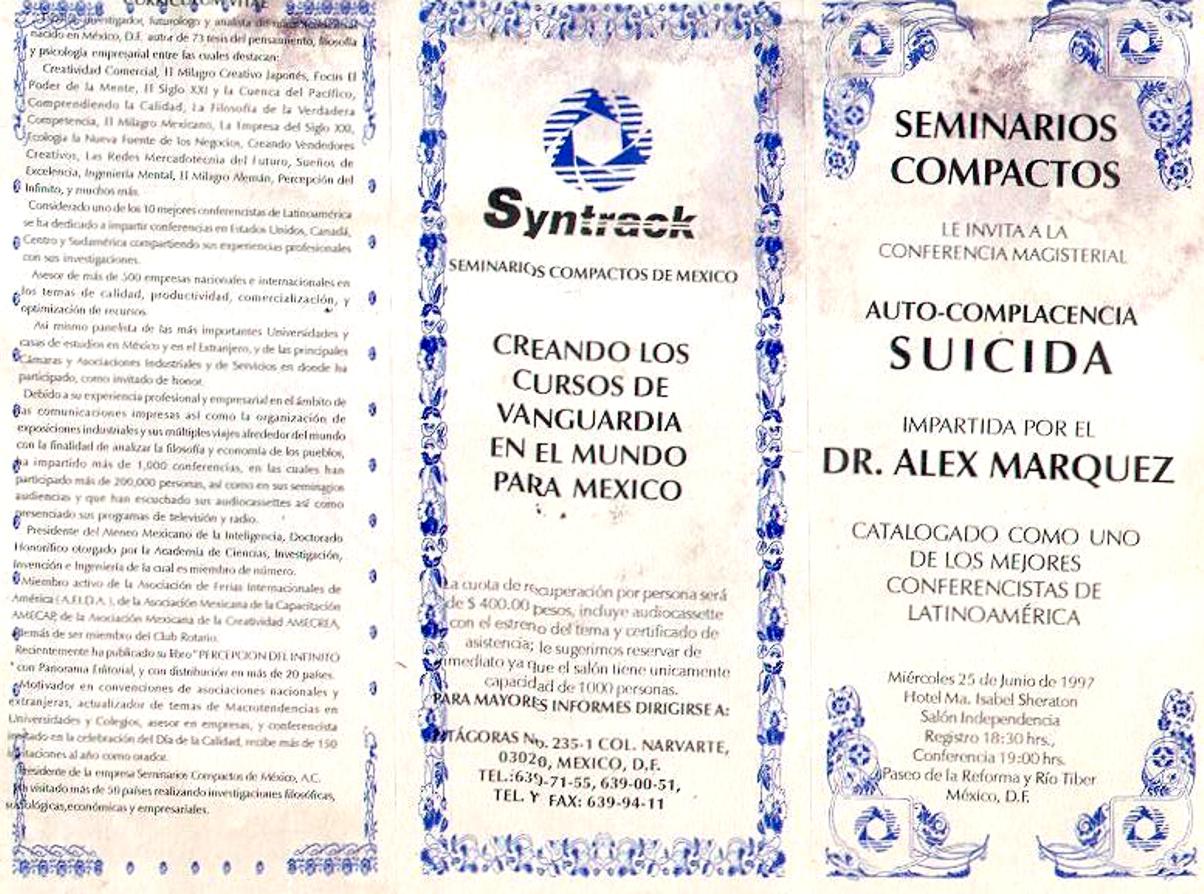 CURRICULUM VITAE
investigador, futurologo y analista
nacido en México, D.F. autor de 73 tesis del pensamiento, filosofía
y psicología empresarial entre las cuales destacan:
Creatividad Comercial, El Milagro Creativo Japonés, Focus El
Poder de la Mente, El Siglo XXI y la Cuenca del Pacífico,
Comprendiendo la Calidad, La Filosofía de la Verdadera
Competencia, El Milagro Mexicano, La Empresa del Siglo XXI,
Ecología la Nueva Fuente de los Negocios, Creando Vendedores
Creativos, Las Redes Mercadotecnia del Futuro, Sueños de
Excelencia, Ingeniería Mental, El Milagro Alemán, Percepción del
Infinito, y muchos más.
Considerado uno de los 10 mejores conferencistas de Latinoamérica
se ha dedicado a impartir conferencias en Estados Unidos, Canadá,
Centro y Sudamérica compartiendo sus experiencias profesionales
con sus investigaciones.
Asesor de más de 500 empresas nacionales e internacionales en
los temas de calidad, productividad, comercialización, y
optimización de recursos.
Asi mismo panelista de las más importantes Universidades y
casas de estudios en México y en el Extranjero, y de las principales
Cámaras y Asociaciones Industriales y de Servicios en donde ha
participado, como invitado de honor.
Debido a su experiencia profesional y empresarial en el ámbito de
las comunicaciones impresas así como la organización de
exposiciones industriales y sus múltiples viajes alrededor del mundo
con la finalidad de analizar la filosofía y economía de los pueblos,
ha impartido más de 1,000 conferencias, en las cuales han
participado más de 200,000 personas, así como en sus seminarios
audiencias y que han escuchado sus audiocassettes así como
presenciado sus programas de televisión y radio.
Presidente del Ateneo Mexicano de la Inteligencia, Doctorado
Honorífico otorgado por la Academia de Ciencias, Investigación,
Invención e Ingeniería de la cual es miembro de número.
Miembro activo de la Asociación de Ferias Internacionales de
América (A.F.I.D.A.), de la Asociación Mexicana de la Capacitación
AMECAP, de la Asociación Mexicana de la Creatividad AMECREA,
además de ser miembro del Club Rotario.
Recientemente ha publicado su libro "PERCEPCION DEL INFINITO
" con Panorama Editorial, y con distribución en más de 20 países.
Motivador en convenciones de asociaciones nacionales y
extranjeras, actualizador de temas de Macrotendencias en
Universidades y Colegios, asesor en empresas, y conferencista
invitado en la celebración del Día de la Calidad, recibe más de 150
invitaciones al año como orador.
Presidente de la empresa Seminarios Compactos de México, A.C.
ha visitado más de 50 países realizando investigaciones filosóficas,
económicas y empresariales.
Syntrack
SEMINARIOS COMPACTOS DE MEXICO
CREANDO LOS
CURSOS DE
VANGUARDIA
EN EL MUNDO
PARA MEXICO
La cuota de recuperación por persona será
de $ 400.00 pesos, incluye audiocassette
con el estreno del tema y certificado de
asistencia; le sugerimos reservar de
inmediato ya que el salón tiene unicamente
capacidad de 1000 personas.
PARA MAYORES INFORMES DIRIGIRSE A:
PITÁGORAS No. 235-1 COL. NARVARTE,
03020, MEXICO, D.F.
TEL.:639-71-55, 639-00-51,
TEL. Y FAX: 639-94-11
SEMINARIOS
COMPACTOS
LE INVITA A LA
CONFERENCIA MAGISTERIAL
AUTO-COMPLACENCIA
SUICIDA
IMPARTIDA POR EL
DR. ALEX MARQUEZ
CATALOGADO COMO UNO
DE LOS MEJORES
CONFERENCISTAS DE
LATINOAMÉRICA
Miércoles 25 de Junio de 1997
Hotel Ma. Isabel Sheraton
Salón Independencia
Registro 18:30 hrs.,
Conferencia 19:00 hrs.
Paseo de la Reforma y Río Tiber
México, D.F.